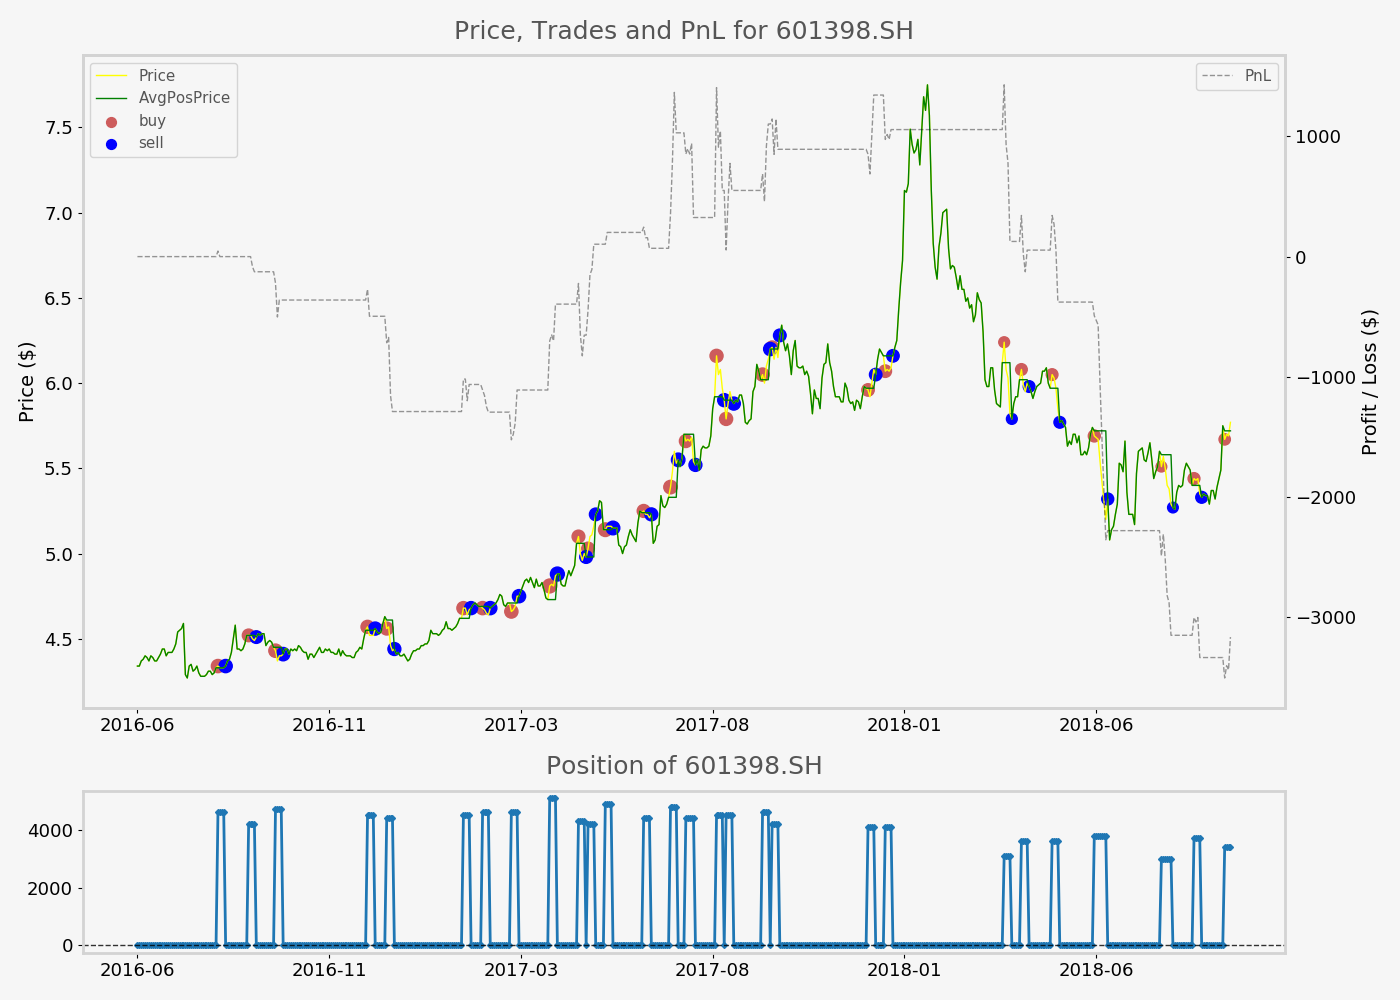 Price, Trades and PnL for 601398.SH
Price
AvgPosPrice
buy
sell
PnL
7.5
7.0
6.5
6.0
5.5
5.0
4.5
Price ($)
1000
0
−1000
−2000
−3000
Profit / Loss ($)
2016-06 2016-11 2017-03 2017-08 2018-01 2018-06
Position of 601398.SH
4000
2000
0
2016-06 2016-11 2017-03 2017-08 2018-01 2018-06